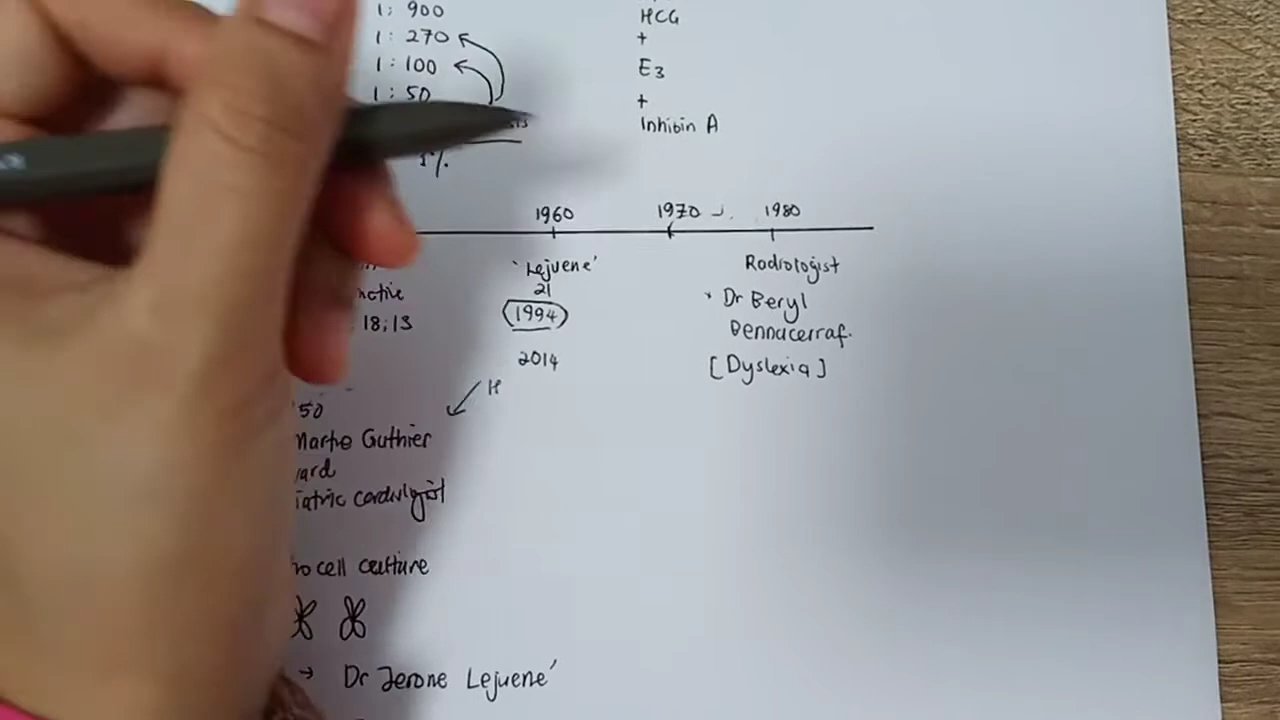 1: 900
1: 270
1: 100
1: 50
HCG
+
E3
+
Inhibin A
1960
1970
1980
'Lejuene'
21
1994
2014
H
Radiologist
* Dr Beryl
Bennacerraf.
[Dyslexia]
18;13
'50
Marthe Guthier
cardiologist
cell culture
→ Dr Jerone Lejuene'